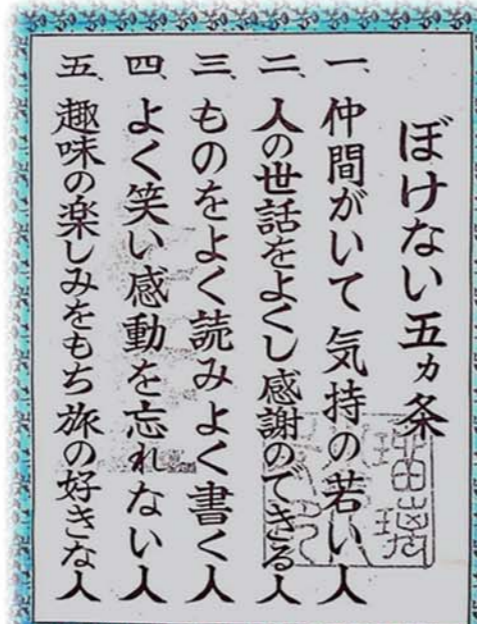 ぼけない五カ条
一、仲間がいて気持の若い人
二、人の世話をよくし感謝のできる人
三、ものをよく読みよく書く人
四、よく笑い感動を忘れない人
五、趣味の楽しみをもち旅の好きな人